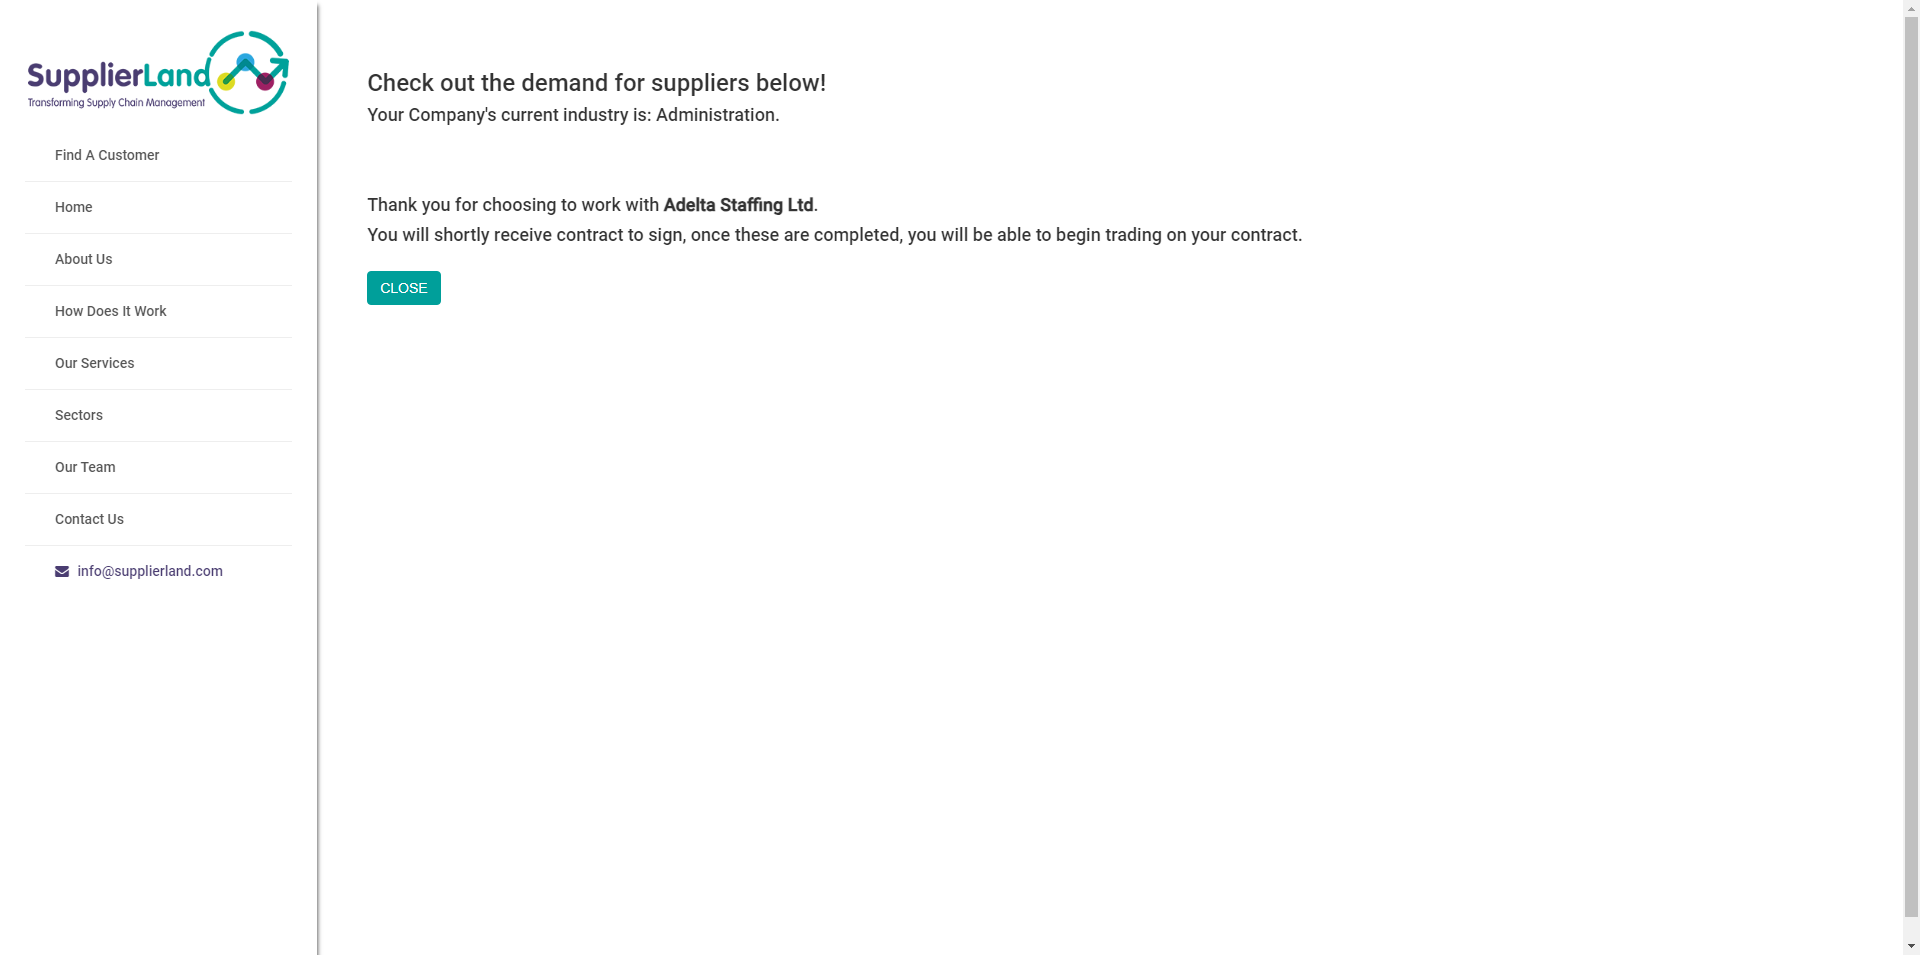 SupplierLand
Transforming Supply Chain Management
Find A Customer
Home
About Us
How Does It Work
Our Services
Sectors
Our Team
Contact Us
info@supplierland.com
Check out the demand for suppliers below!
Your Company's current industry is: Administration.
Thank you for choosing to work with Adelta Staffing Ltd.
You will shortly receive contract to sign, once these are completed, you will be able to begin trading on your contract.
CLOSE